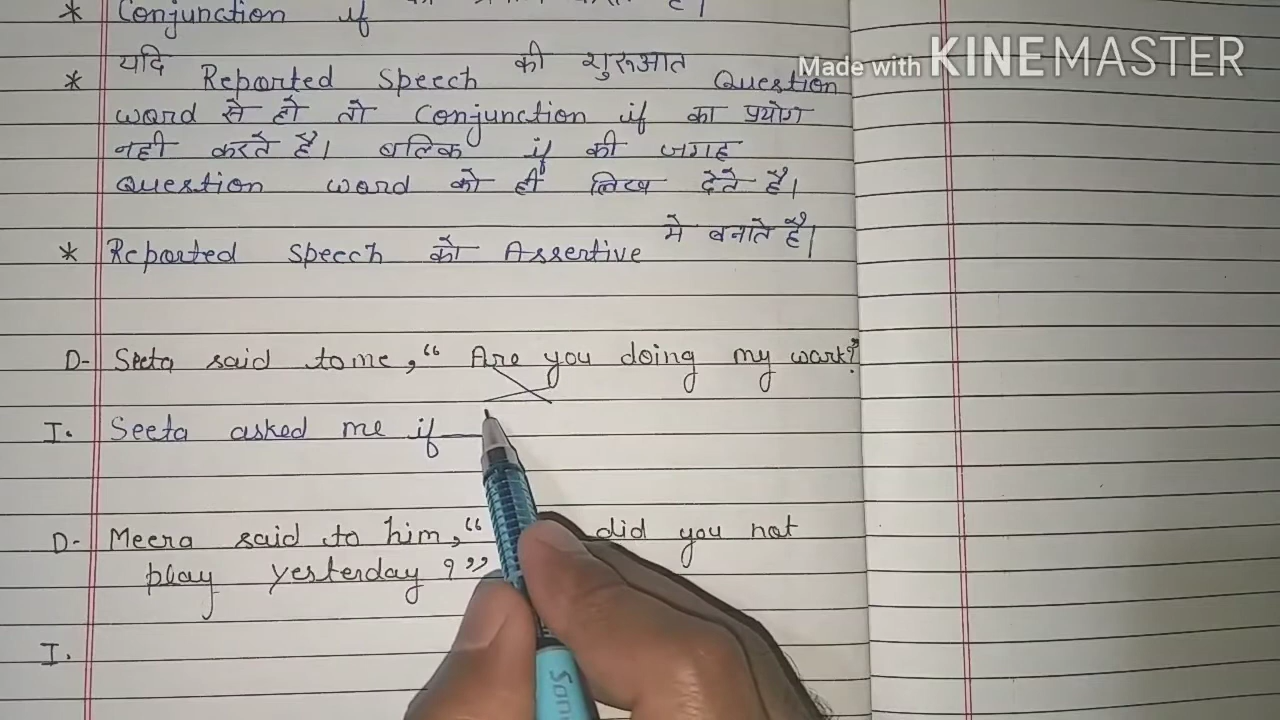 * Conjunction if
Made with KINEMASTER
* यदि Reported Speech की शुरुआत Question
word से हो तो Conjunction if का प्रयोग
नही करते है। बलिक if की जगह
Question word को ही लिख देते है।
* Reported Speech को Assertive मे बनाते है।
D- Seeta said to me, “ Are you doing my work?”
I. Seeta asked me if
D- Meera said to him, “ did you not
play yesterday ?”
I.